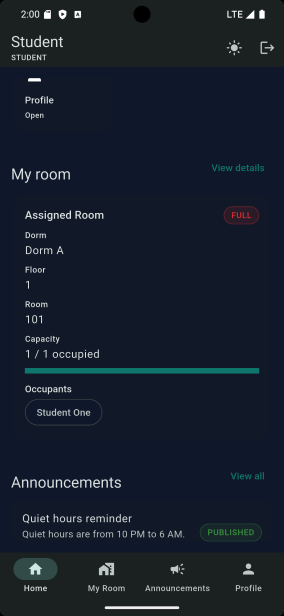 2:00
LTE
Student
STUDENT
Profile
Open
My room
View details
Assigned Room
FULL
Dorm
Dorm A
Floor
1
Room
101
Capacity
1 / 1 occupied
Occupants
Student One
Announcements
View all
Quiet hours reminder
Quiet hours are from 10 PM to 6 AM.
PUBLISHED
Home
My Room
Announcements
Profile